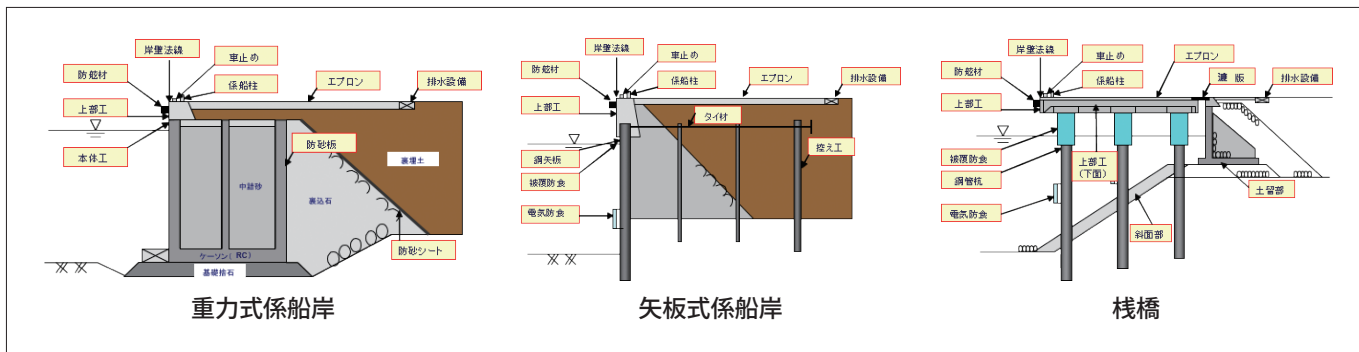 岸壁法線
車止め
防舷材
係船柱
エプロン
排水設備
上部工
本体工
防砂板
裏埋土
中詰砂
裏込石
防砂シート
ケーソン(RC)
基礎捨石
重力式係船岸
岸壁法線
車止め
防舷材
係船柱
エプロン
排水設備
上部工
タイ材
鋼矢板
控え工
被覆防食
電気防食
矢板式係船岸
岸壁法線
車止め
防舷材
係船柱
エプロン
渡版
排水設備
上部工
被覆防食
上部工
(下面)
鋼管杭
土留部
電気防食
斜面部
桟橋